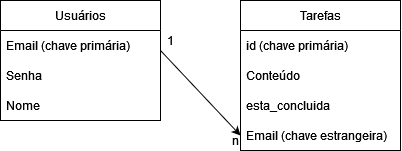 Usuários
Email (chave primária)
Senha
Nome
1
n
Tarefas
id (chave primária)
Conteúdo
esta_concluida
Email (chave estrangeira)